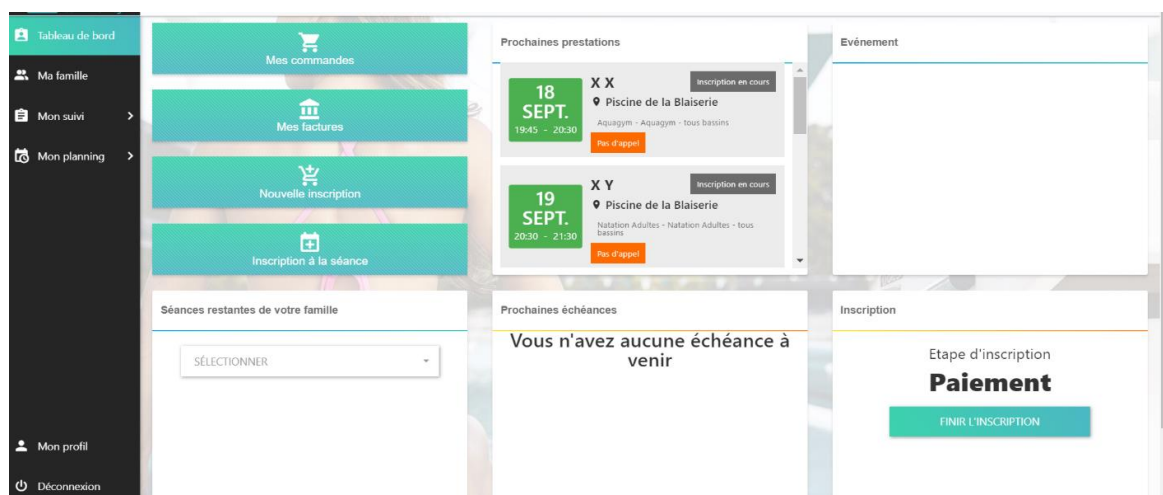 Tableau de bord
Ma famille
Mon suivi
Mon planning
Mon profil
Déconnexion
Mes commandes
Mes factures
Nouvelle inscription
Inscription à la séance
Prochaines prestations
18
SEPT.
19:45 - 20:30
X X
Inscription en cours
Piscine de la Blaiserie
Aquagym - Aquagym - tous bassins
Pas d'appel
19
SEPT.
20:30 - 21:30
X Y
Inscription en cours
Piscine de la Blaiserie
Natation Adultes - Natation Adultes - tous
bassins
Pas d'appel
Evénement
Séances restantes de votre famille
SÉLECTIONNER
Prochaines échéances
Vous n'avez aucune échéance à
venir
Inscription
Etape d'inscription
Paiement
FINIR L'INSCRIPTION